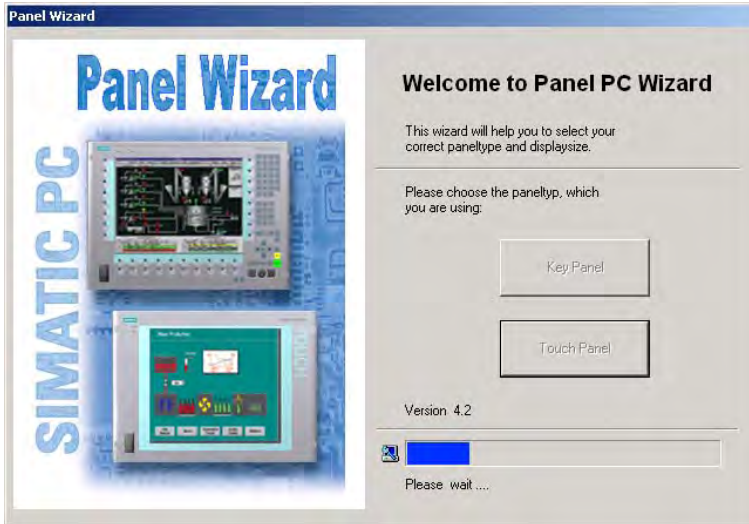 Panel Wizard
Panel Wizard
SIMATIC PC
Welcome to Panel PC Wizard
This wizard will help you to select your
correct paneltype and displaysize.
Please choose the paneltyp, which
you are using:
Key Panel
Touch Panel
Version 4.2
Please wait ....